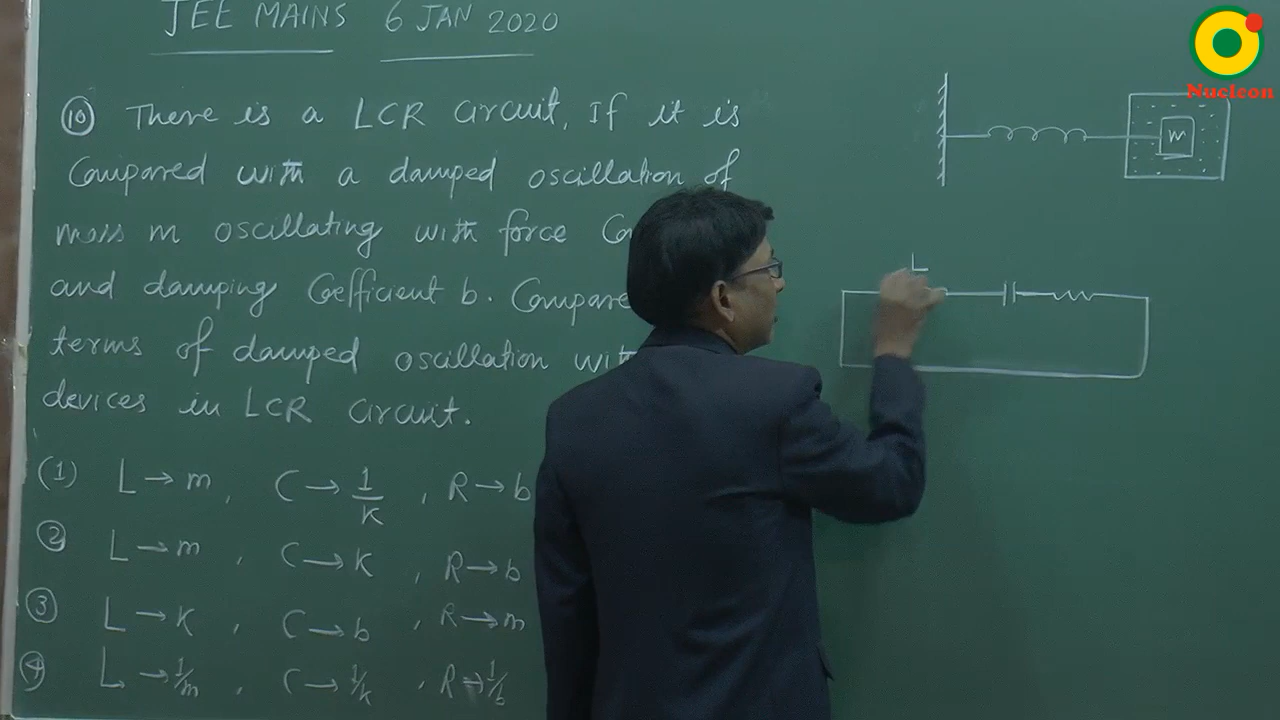 JEE MAINS 6 JAN 2020
Nucleon
10 There is a LCR Circuit, If it is
Compared with a damped oscillation of
mass m oscillating with force
and damping Coefficient b. Compare
terms of damped oscillation with
devices in LCR Circuit.
(1) L → m, C → 1/K, R → b
2 L → m, C → K, R → b
3 L → K, C → b, R → m
4 L → 1/m, C → 1/K, R → 1/b
m
L